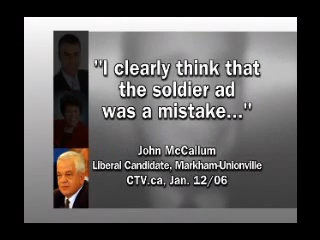 "I clearly think that
the soldier ad
was a mistake..."
John McCallum
Liberal Candidate, Markham-Unionville
CTV.ca, Jan. 12/06